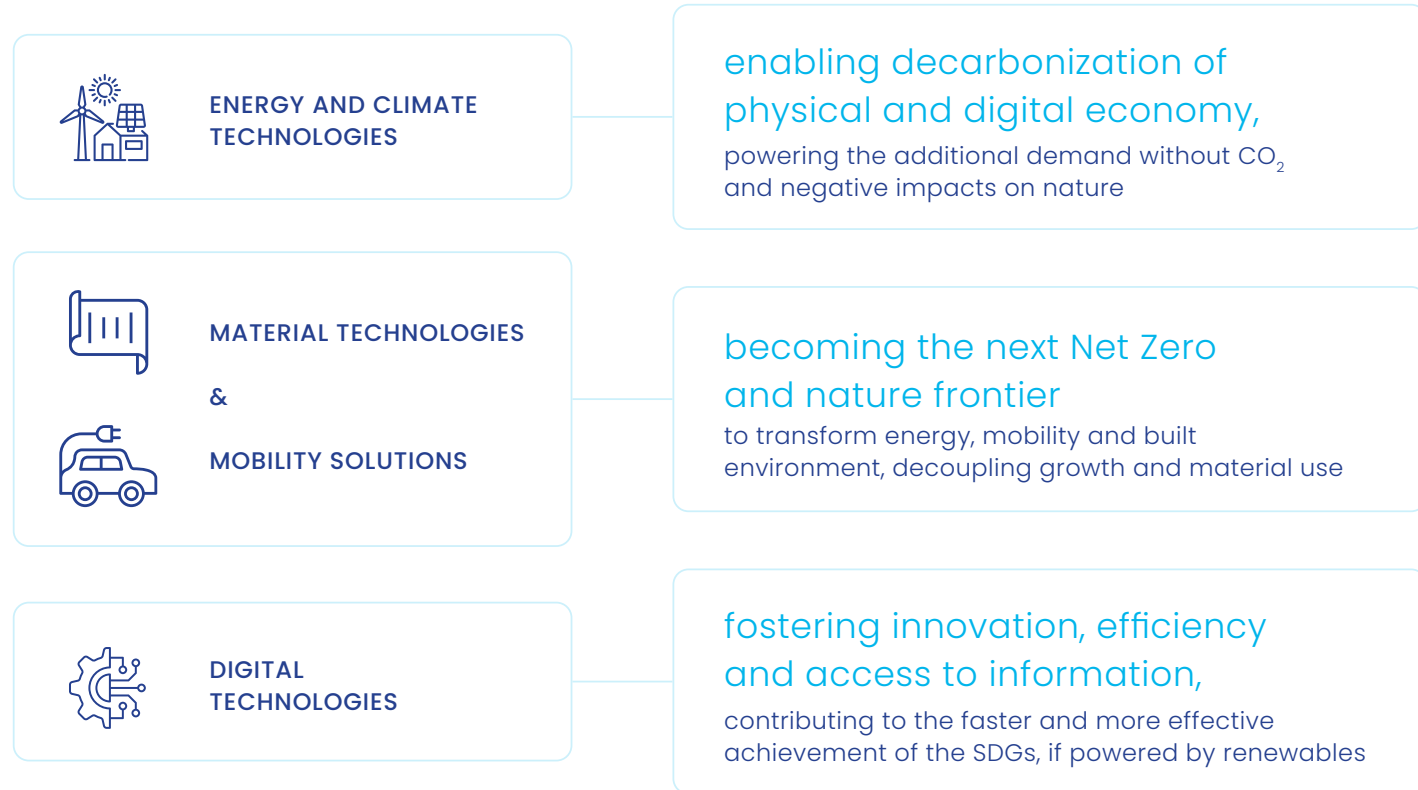 ENERGY AND CLIMATE
TECHNOLOGIES
enabling decarbonization of
physical and digital economy,
powering the additional demand without CO₂
and negative impacts on nature
MATERIAL TECHNOLOGIES
&
MOBILITY SOLUTIONS
becoming the next Net Zero
and nature frontier
to transform energy, mobility and built
environment, decoupling growth and material use
DIGITAL
TECHNOLOGIES
fostering innovation, efficiency
and access to information,
contributing to the faster and more effective
achievement of the SDGs, if powered by renewables